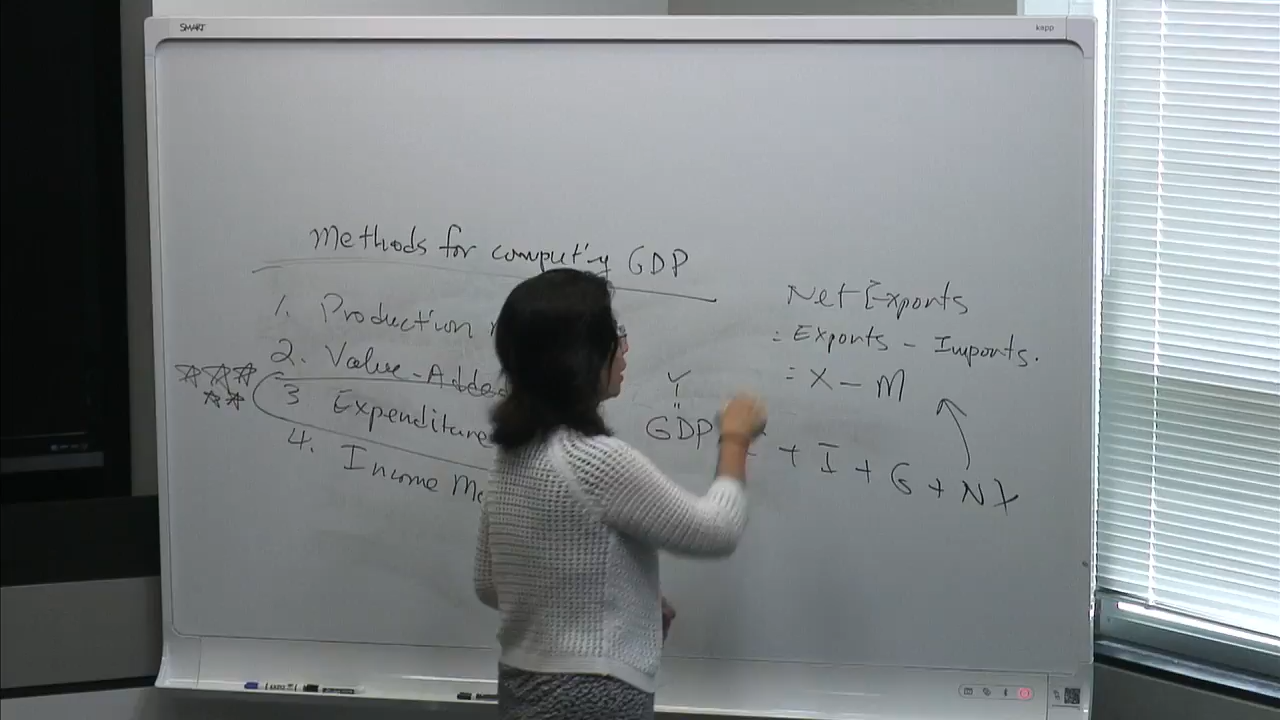 SMART
kapp
Methods for computing GDP
1. Production
2. Value-Added
3 Expenditure
4. Income Me
Net Exports
= Exports - Imports.
= X - M
Y
=
GDP + I + G + NX